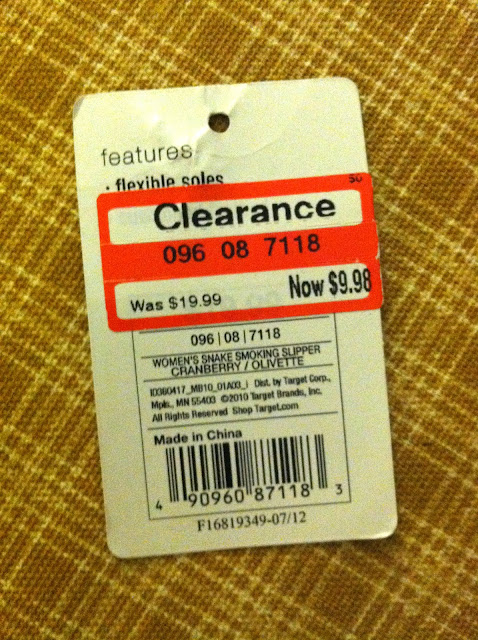 features
· flexible soles
50
Clearance
096 08 7118
Was $19.99 Now $9.98
096 | 08 | 7118
WOMEN'S SNAKE SMOKING SLIPPER
CRANBERRY / OLIVETTE
Dist. by Target Corp.,
Mpls., MN 55403 ©2010 Target Brands, Inc.
All Rights Reserved Shop Target.com
Made in China
4 90960 87118 3
F16819349-07/12